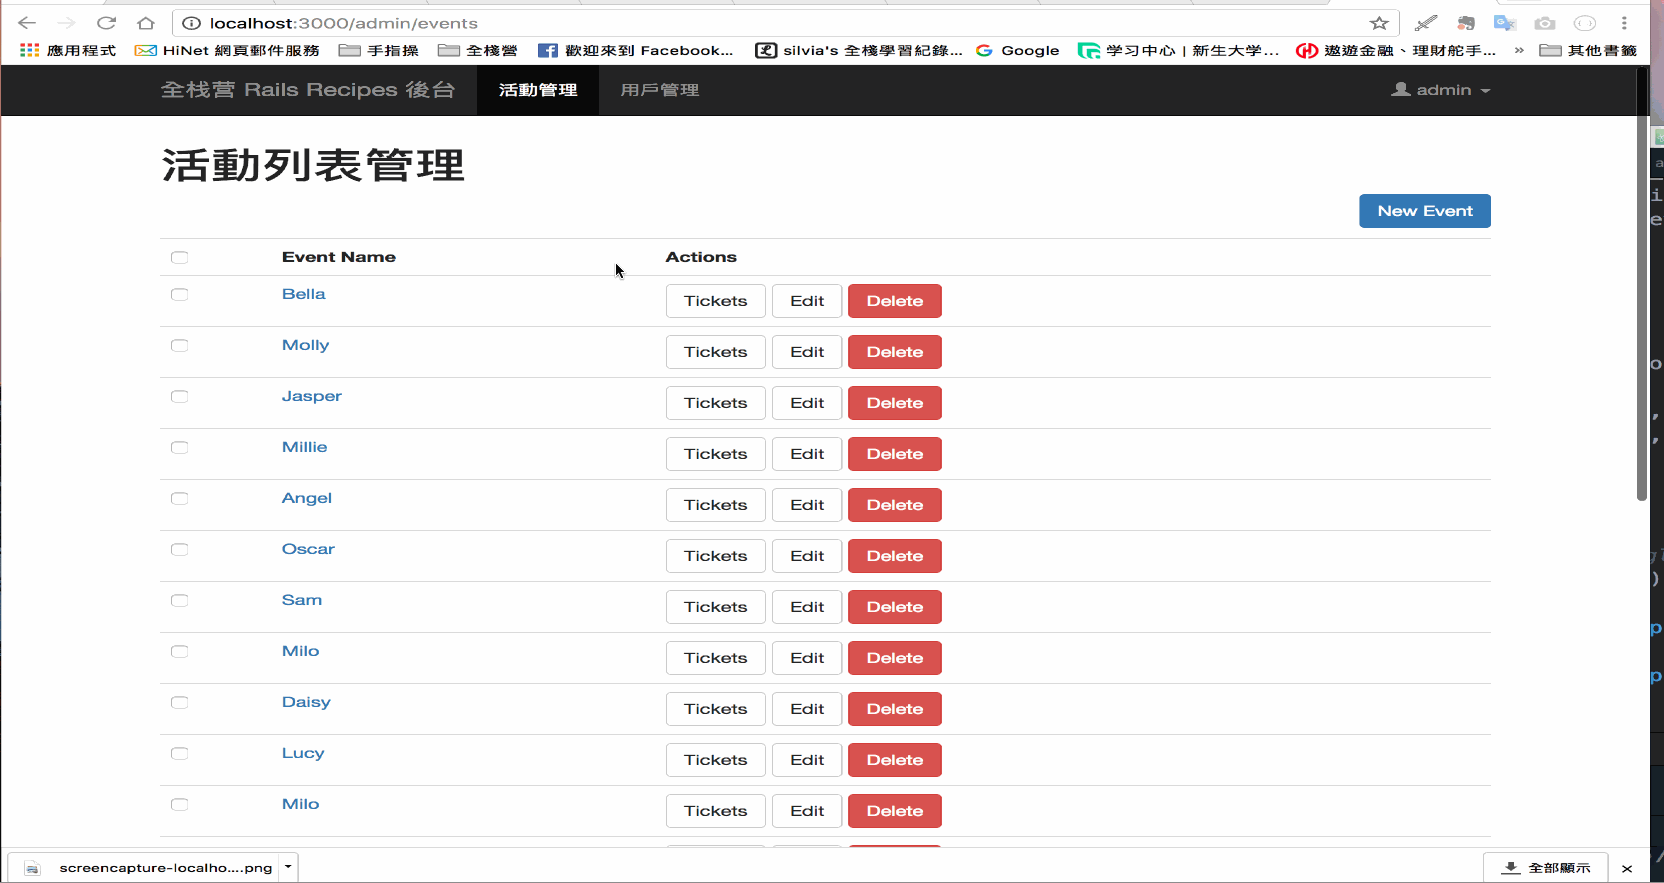 localhost:3000/admin/events
應用程式 HiNet 網頁郵件服務 手指操 全棧營 歡迎來到 Facebook... silvia's 全棧學習紀錄... Google 学习中心 | 新生大学... 遨遊金融、理財舵手... » 其他書籤
全栈营 Rails Recipes 後台 活動管理 用戶管理 admin
活動列表管理
New Event
Event Name Actions
Bella Tickets Edit Delete
Molly Tickets Edit Delete
Jasper Tickets Edit Delete
Millie Tickets Edit Delete
Angel Tickets Edit Delete
Oscar Tickets Edit Delete
Sam Tickets Edit Delete
Milo Tickets Edit Delete
Daisy Tickets Edit Delete
Lucy Tickets Edit Delete
Milo Tickets Edit Delete
screencapture-localho....png 全部顯示 ×